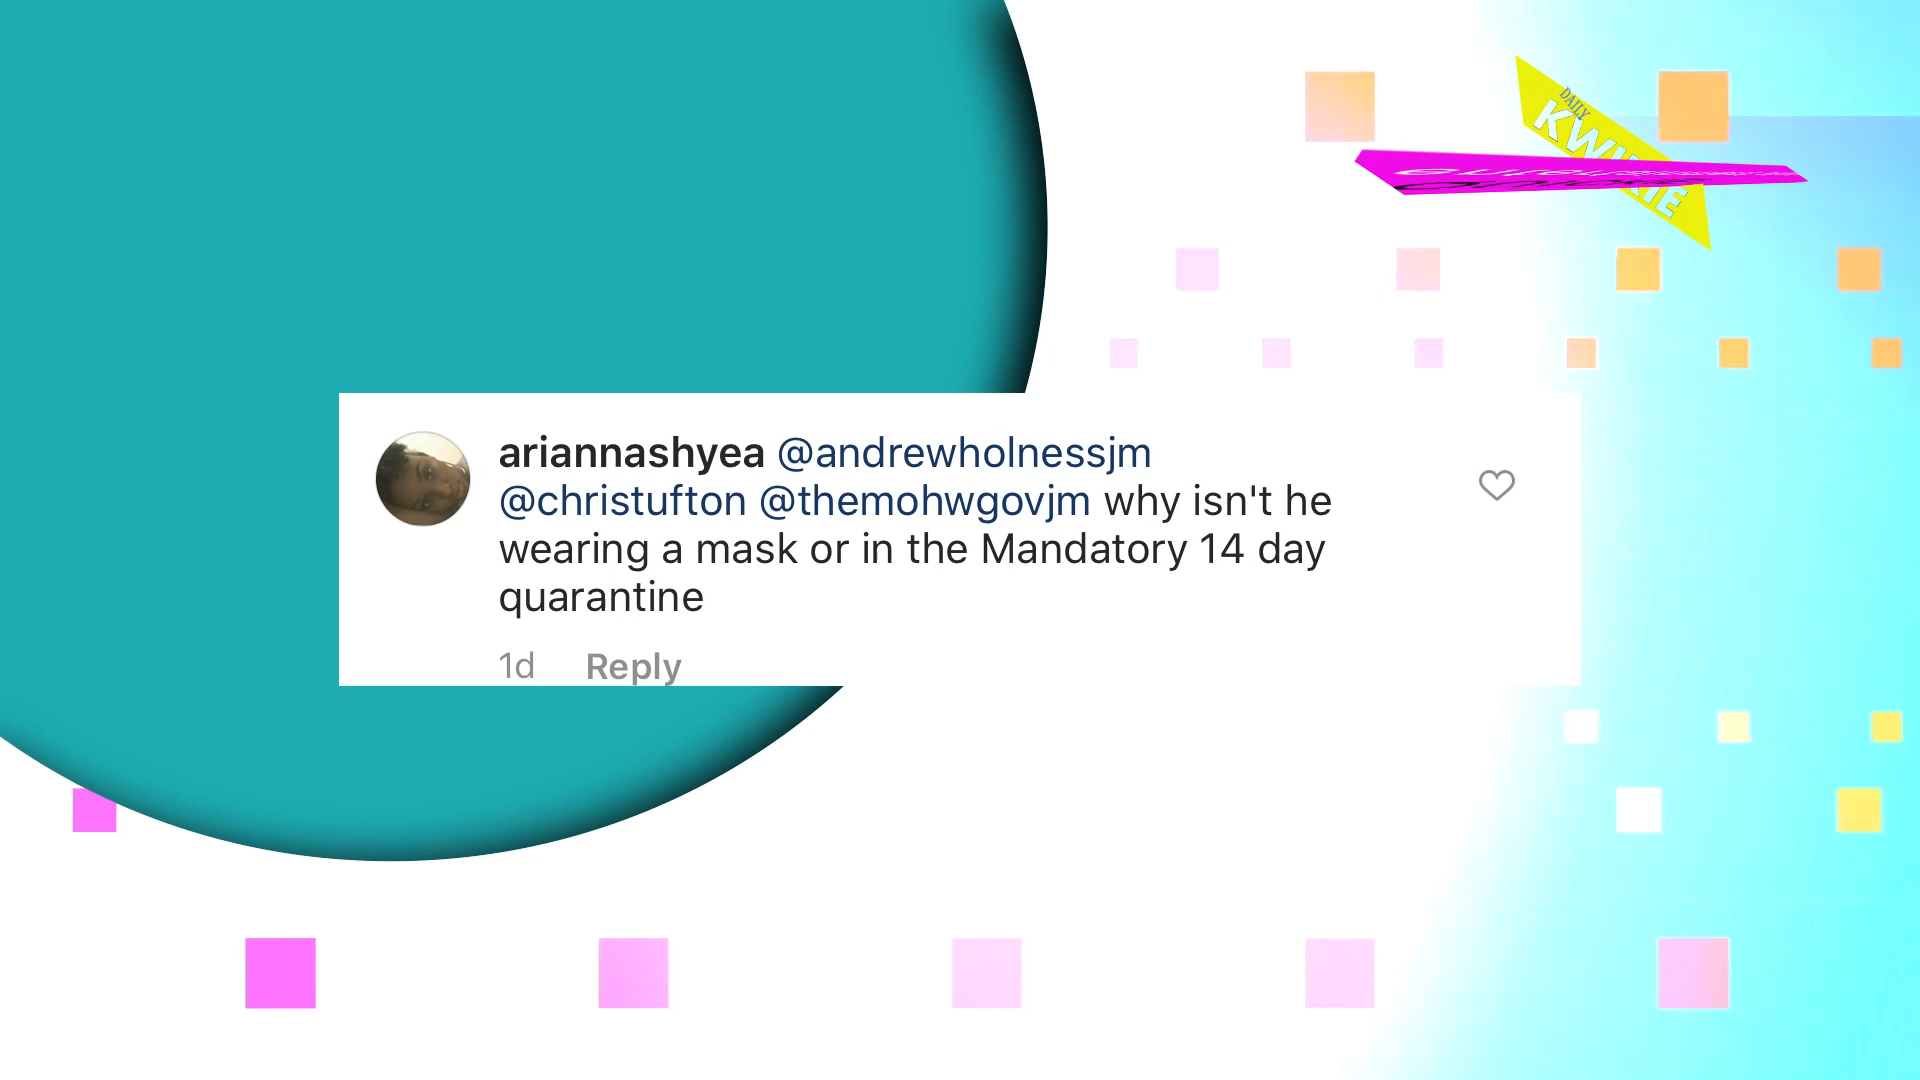 DAILY
ariannashyea @andrewholnessjm
@christufton @themohwgovjm why isn't he
wearing a mask or in the Mandatory 14 day
quarantine
1d Reply